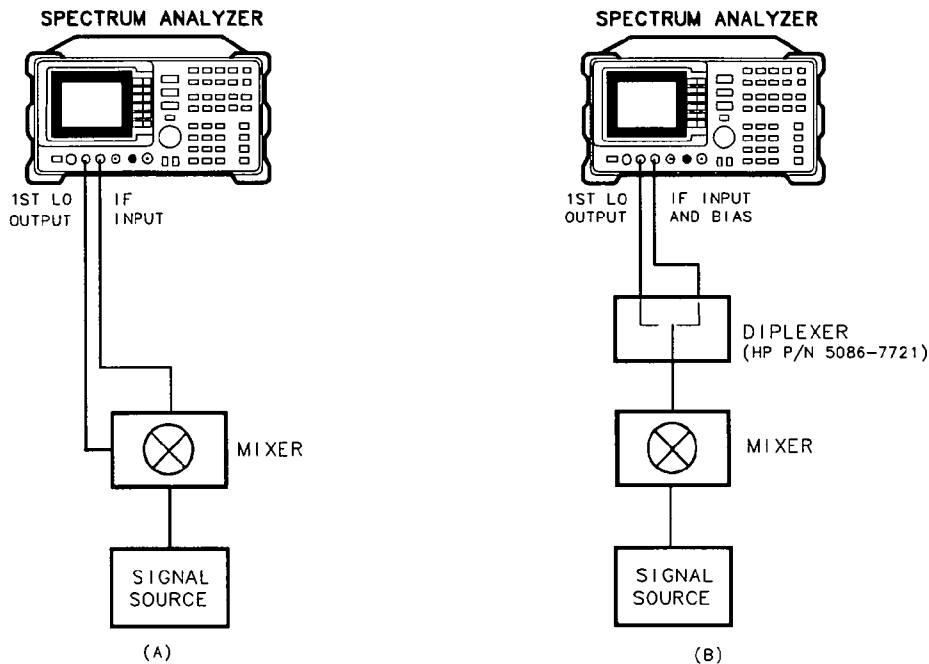 SPECTRUM ANALYZER
1ST LO
OUTPUT
IF
INPUT
MIXER
SIGNAL
SOURCE
(A)
SPECTRUM ANALYZER
1ST LO
OUTPUT
IF INPUT
AND BIAS
DIPLEXER
(HP P/N 5086-7721)
MIXER
SIGNAL
SOURCE
(B)